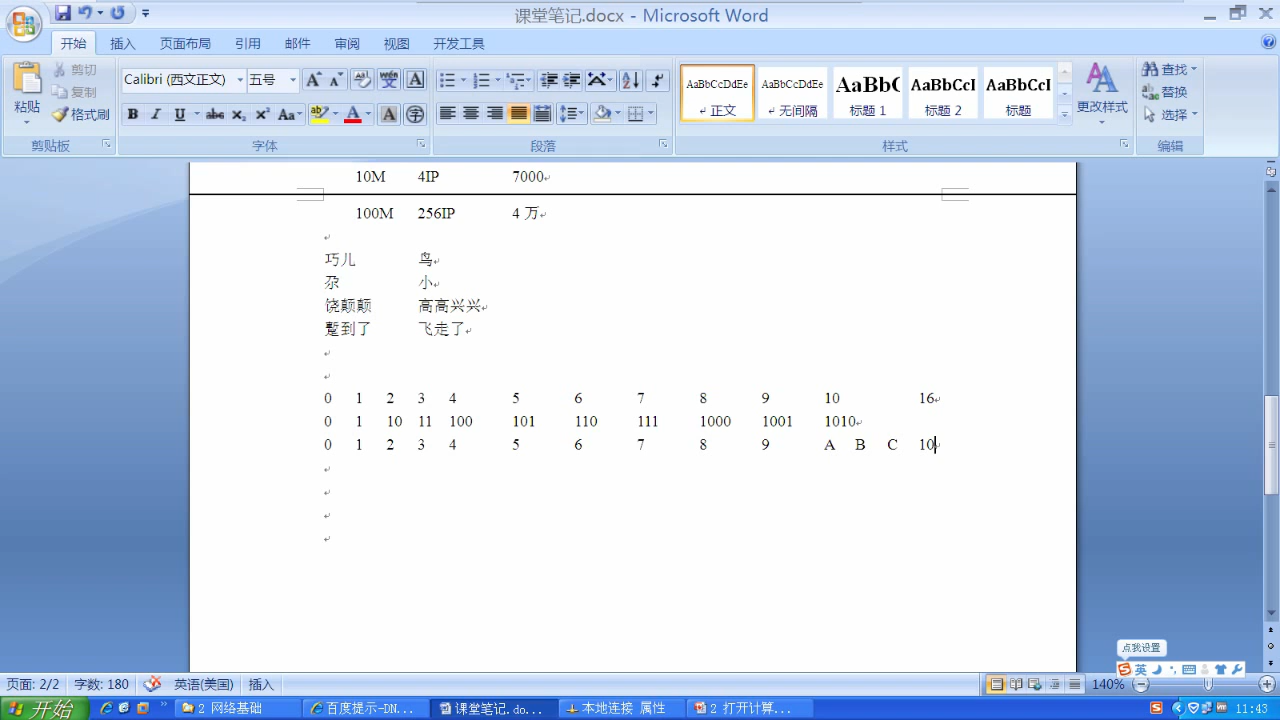 课堂笔记.docx - Microsoft Word
开始 插入 页面布局 引用 邮件 审阅 视图 开发工具
粘贴 剪切 复制 格式刷
Calibri (西文正文) 五号
AaBbCcDdEe AaBbCcDdEe AaBbC AaBbCcI AaBbCcI
正文 无间隔 标题 1 标题 2 标题
更改样式
查找 替换 选择
剪贴板 字体 段落 样式 编辑
10M 4IP 7000
100M 256IP 4 万
巧儿 鸟
尕 小
饶颠颠 高高兴兴
踅到了 飞走了
0 1 2 3 4 5 6 7 8 9 10 16
0 1 10 11 100 101 110 111 1000 1001 1010
0 1 2 3 4 5 6 7 8 9 A B C 10
点我设置
英
页面: 2/2 字数: 180 英语(美国) 插入 140%
开始 2 网络基础 百度提示-DN... 课堂笔记.do... 本地连接 属性 2 打开计算... 11:43